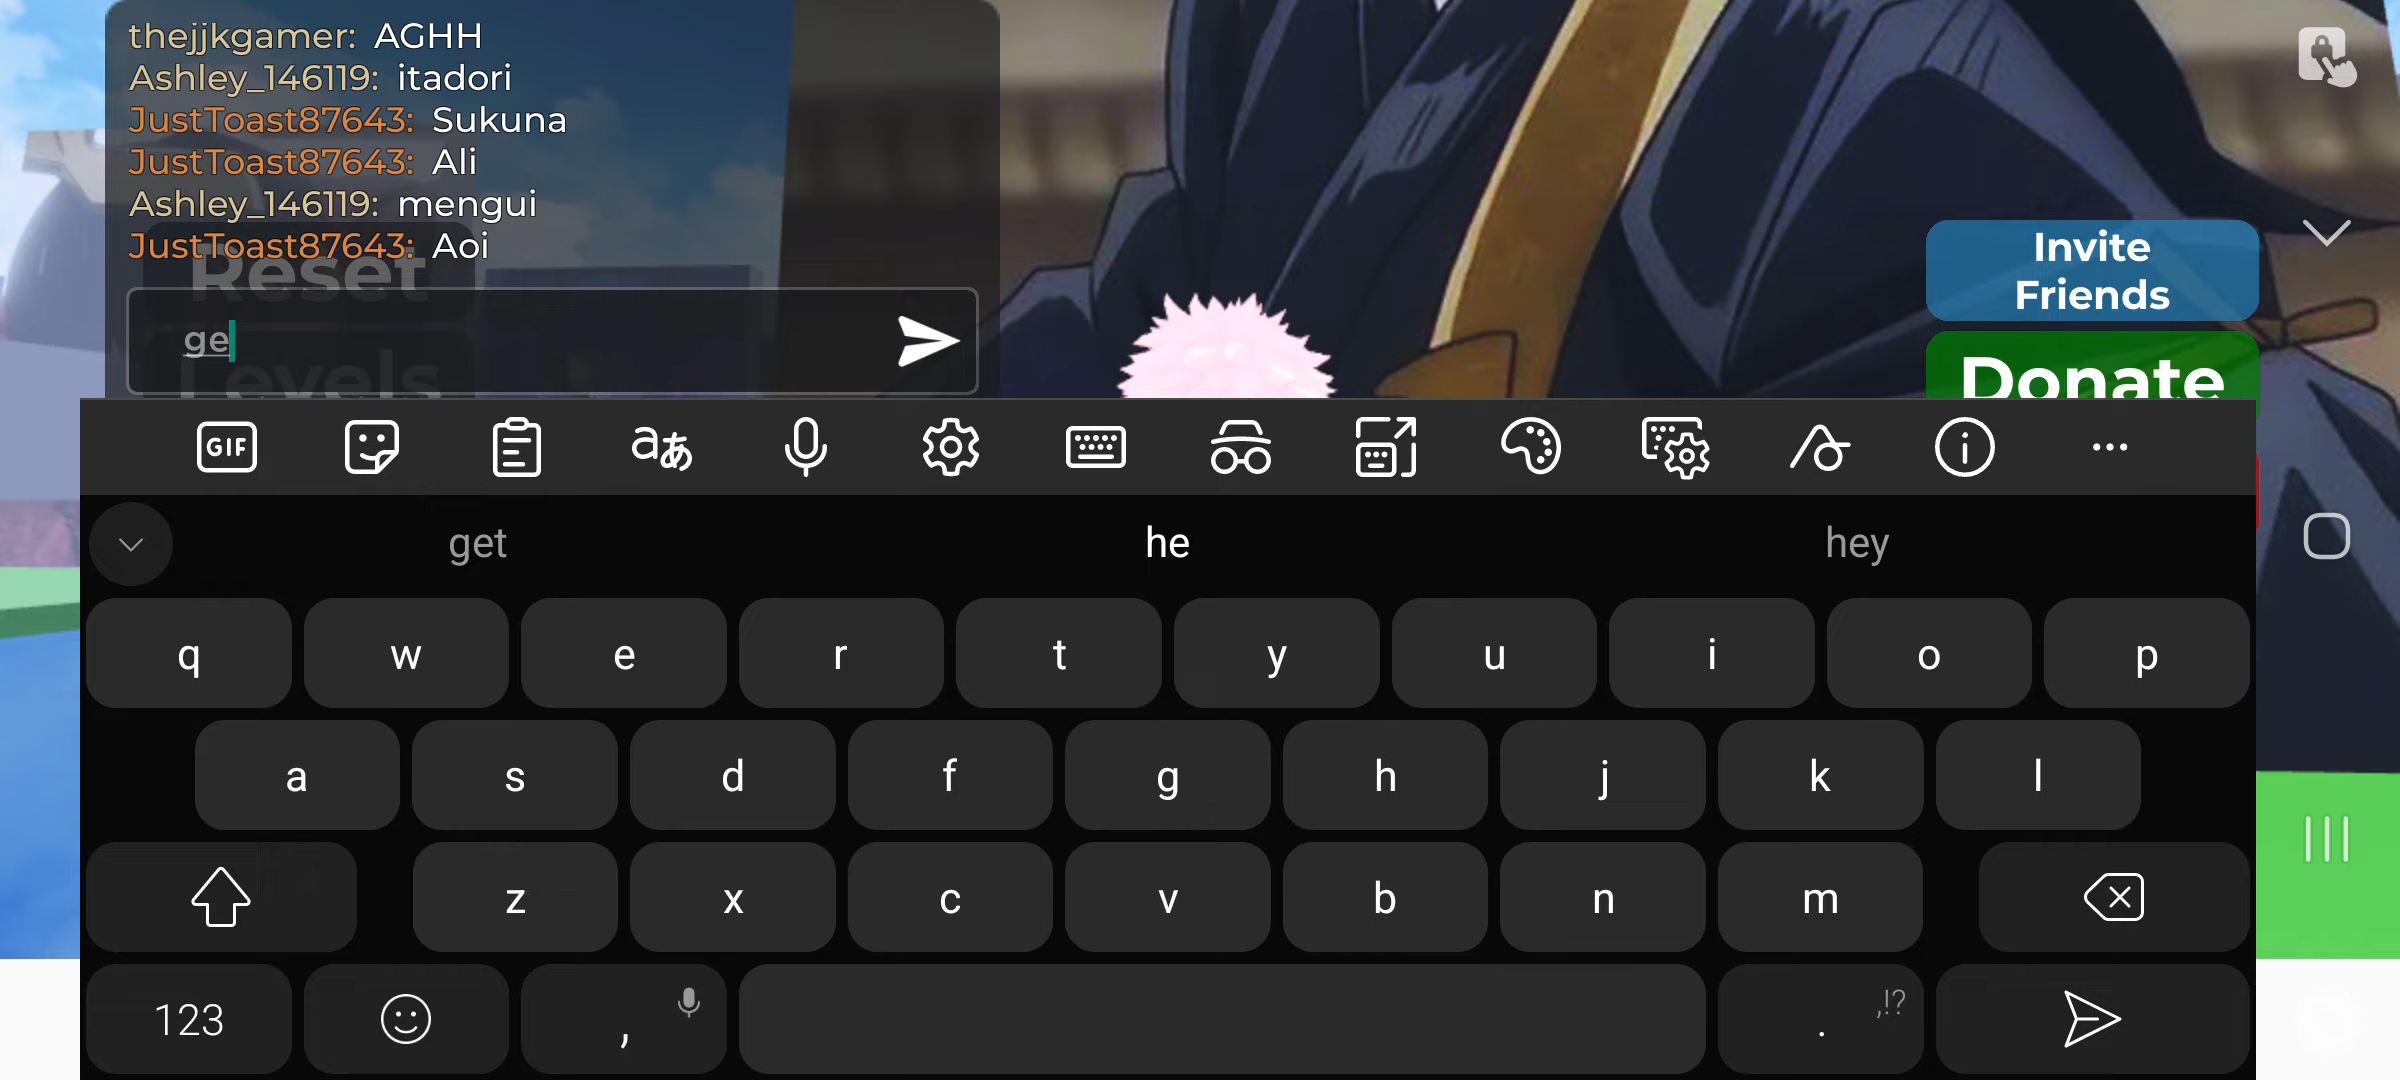 thejjkgamer: AGHH
Ashley_146119: itadori
JustToast87643: Sukuna
JustToast87643: Ali
Ashley_146119: mengui
JustToast87643: Aoi
Reset
ge
Levels
Invite
Friends
Donate
GIF
aあ
get he hey
q w e r t y u i o p
a s d f g h j k l
z x c v b n m
123 , . ,!?